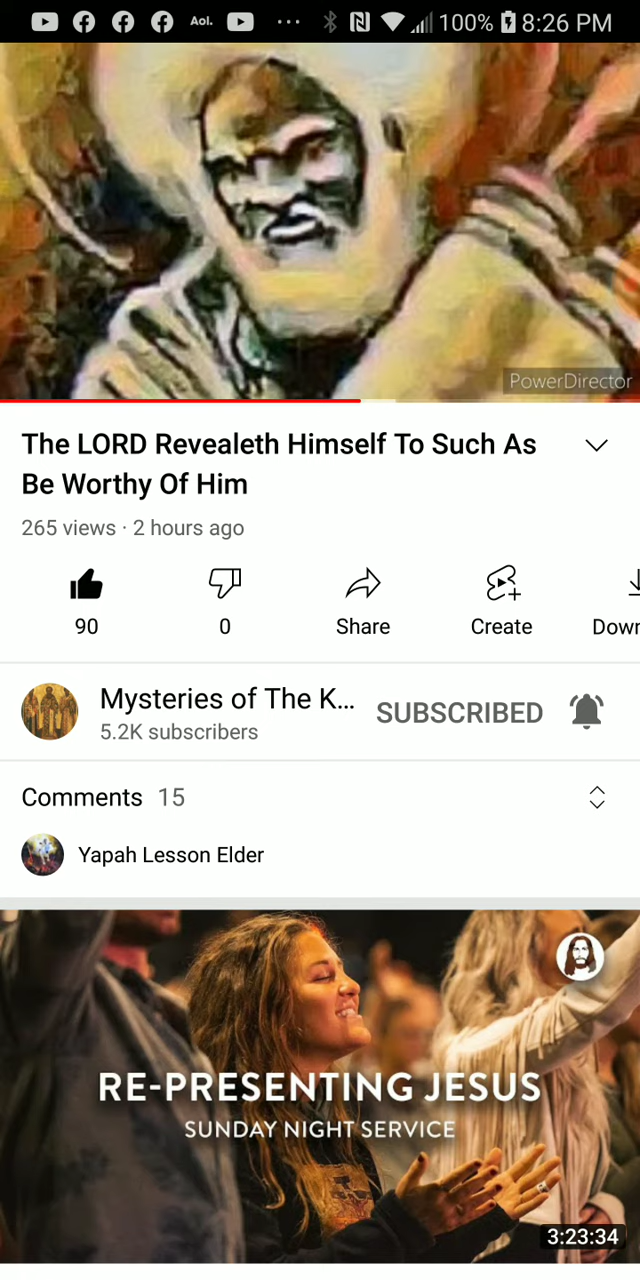 Aol. ... 100% 8:26 PM
PowerDirector
The LORD Revealeth Himself To Such As
Be Worthy Of Him
265 views · 2 hours ago
90 0 Share Create Dowr
Mysteries of The K... SUBSCRIBED
5.2K subscribers
Comments 15
Yapah Lesson Elder
RE-PRESENTING JESUS
SUNDAY NIGHT SERVICE
3:23:34